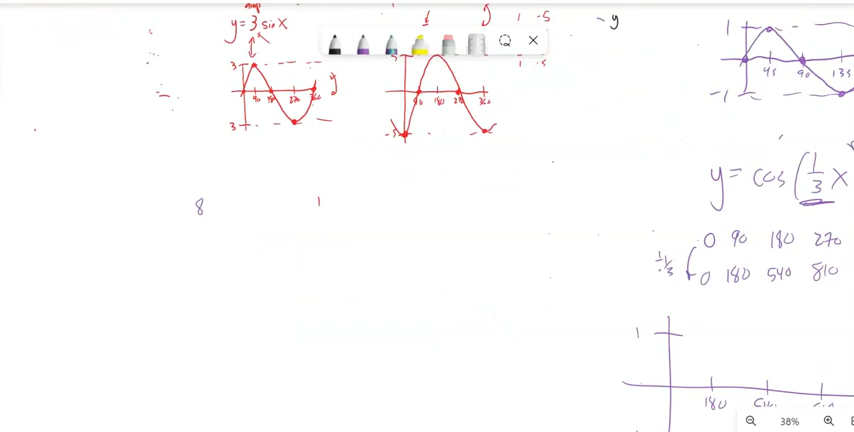 amp
y = 3 sin x
3
90 180 270 360
y
3
1 -5
1 -5
5
90 180 270 360
-5
-y
1
45 90 135
-1
8
1
y = cos (1/3 x
0 90 180 270
÷1/3
0 180 540 810
1
180
38%